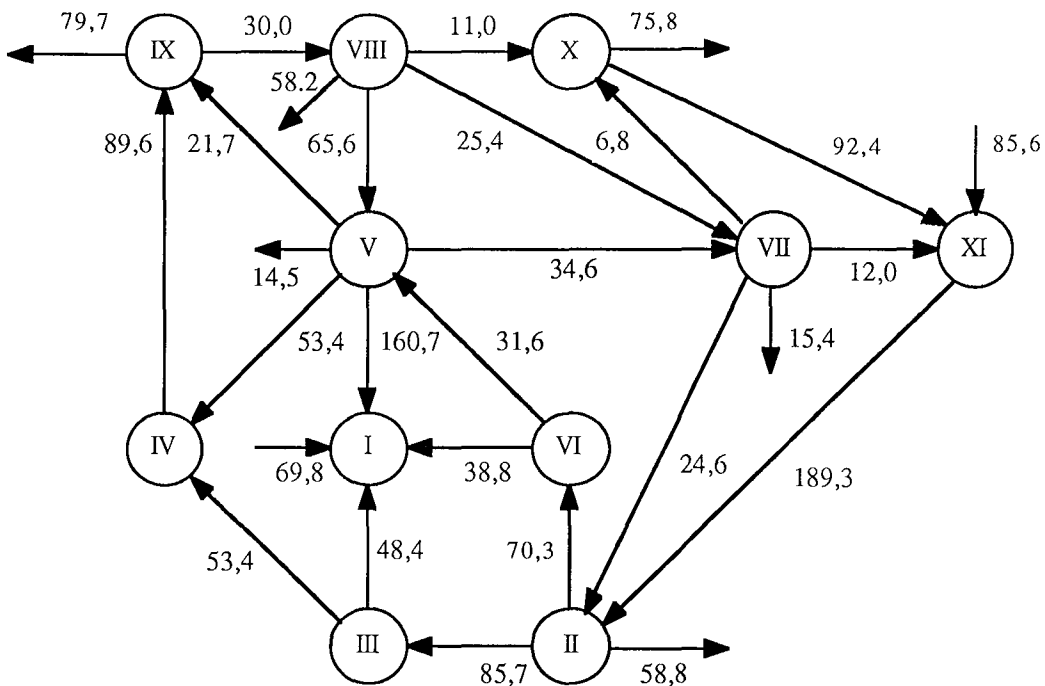 79,7
IX
30,0
VIII
11,0
X
75,8
58.2
89,6
21,7
65,6
25,4
6,8
92,4
85,6
V
VII
XI
14,5
34,6
12,0
53,4
160,7
31,6
15,4
IV
I
VI
69,8
38,8
24,6
189,3
53,4
48,4
70,3
III
II
85,7
58,8